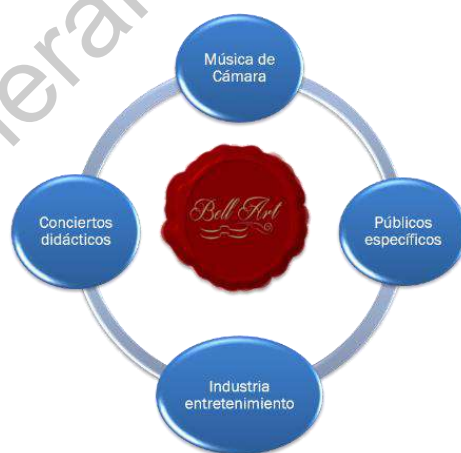 Música de
Cámara
Conciertos
didácticos
Bell Art
Públicos
específicos
Industria
entretenimiento